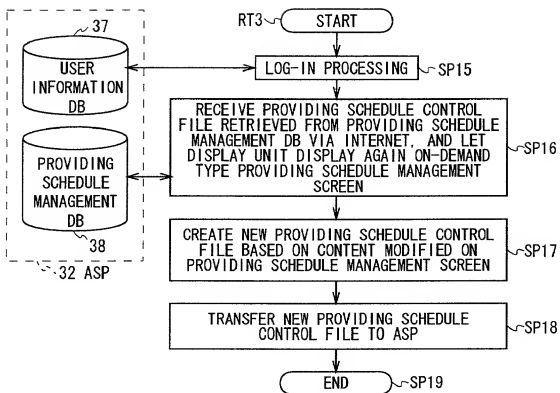 RT3
START
37
USER
INFORMATION
DB
LOG-IN PROCESSING
SP15
RECEIVE PROVIDING SCHEDULE CONTROL
FILE RETRIEVED FROM PROVIDING SCHEDULE
MANAGEMENT DB VIA INTERNET, AND LET
DISPLAY UNIT DISPLAY AGAIN ON-DEMAND
TYPE PROVIDING SCHEDULE MANAGEMENT
SCREEN
SP16
PROVIDING
SCHEDULE
MANAGEMENT
DB
38
32 ASP
CREATE NEW PROVIDING SCHEDULE CONTROL
FILE BASED ON CONTENT MODIFIED ON
PROVIDING SCHEDULE MANAGEMENT SCREEN
SP17
TRANSFER NEW PROVIDING SCHEDULE
CONTROL FILE TO ASP
SP18
END
SP19